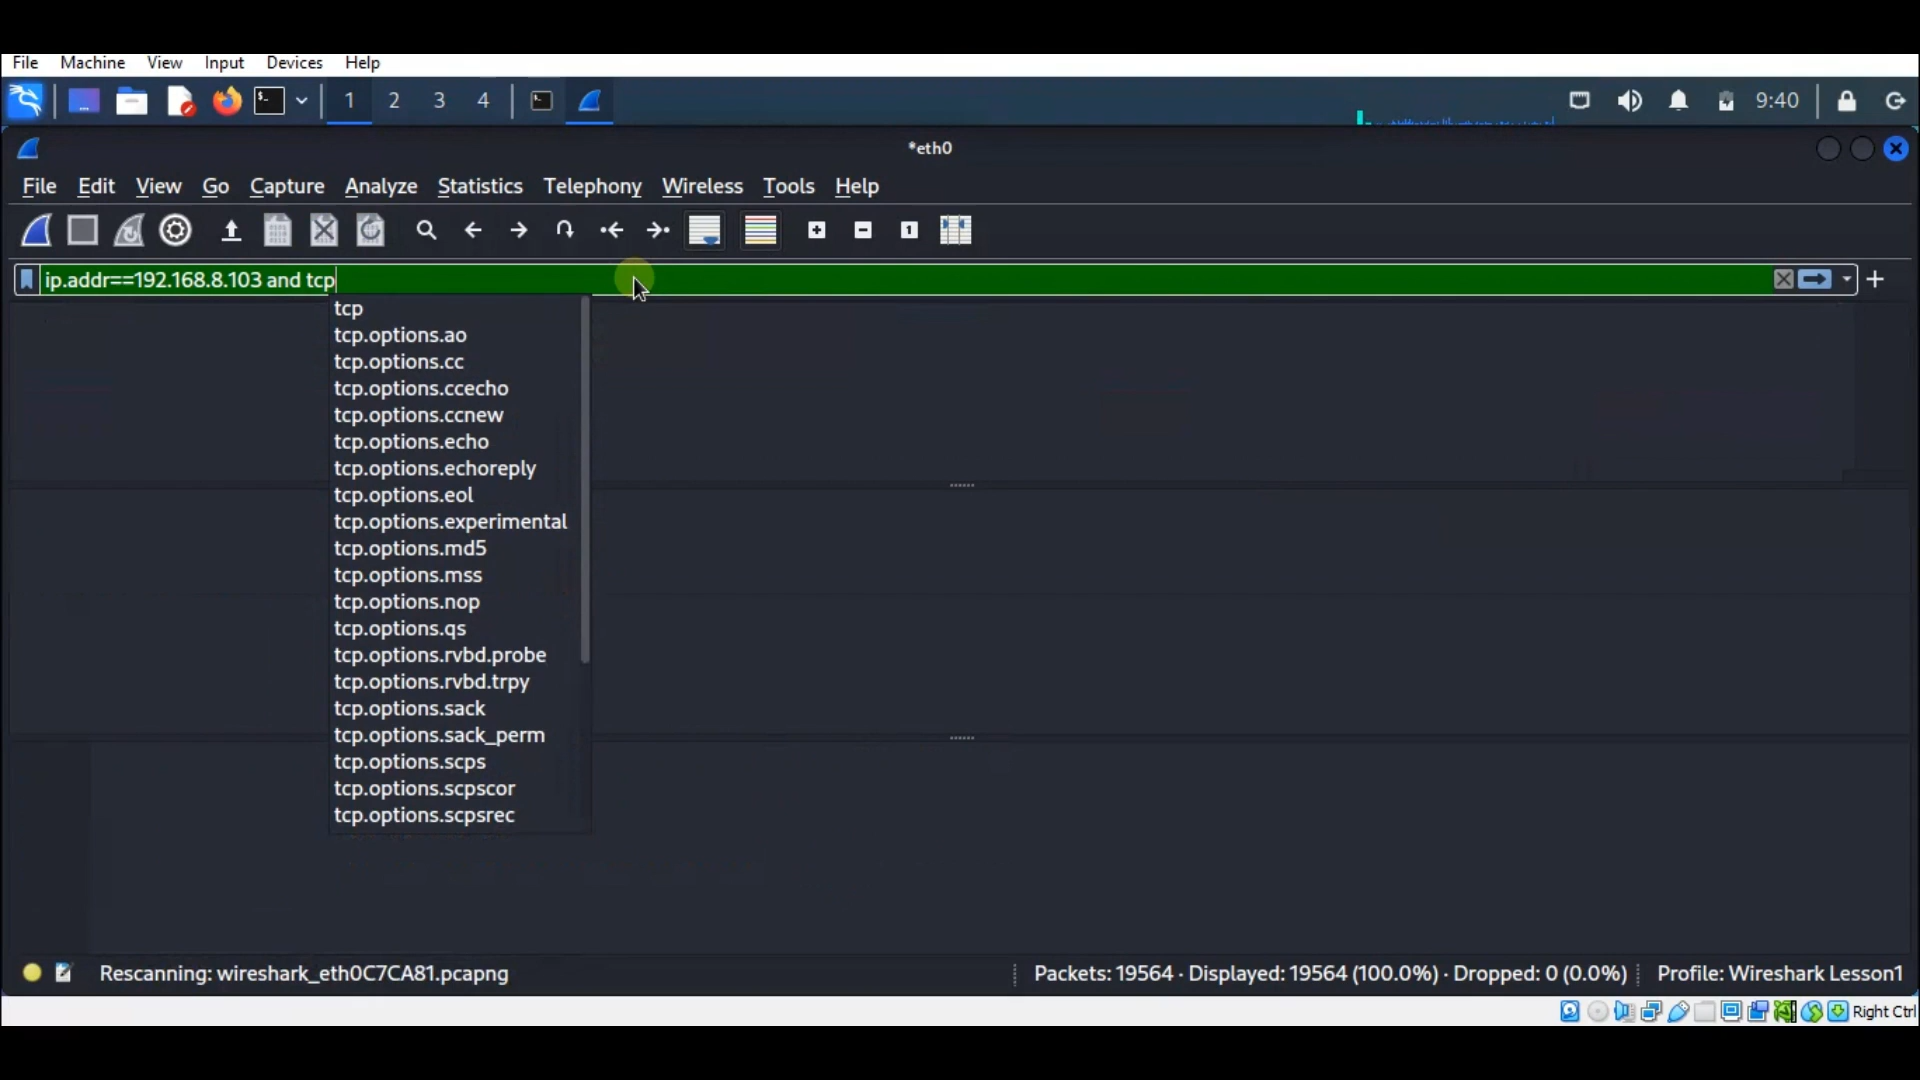 File Machine View Input Devices Help
1 2 3 4 9:40
*eth0
File Edit View Go Capture Analyze Statistics Telephony Wireless Tools Help
ip.addr==192.168.8.103 and tcp
tcp
tcp.options.ao
tcp.options.cc
tcp.options.ccecho
tcp.options.ccnew
tcp.options.echo
tcp.options.echoreply
tcp.options.eol
tcp.options.experimental
tcp.options.md5
tcp.options.mss
tcp.options.nop
tcp.options.qs
tcp.options.rvbd.probe
tcp.options.rvbd.trpy
tcp.options.sack
tcp.options.sack_perm
tcp.options.scps
tcp.options.scpscor
tcp.options.scpsrec
Rescanning: wireshark_eth0C7CA81.pcapng Packets: 19564 · Displayed: 19564 (100.0%) · Dropped: 0 (0.0%) Profile: Wireshark Lesson1
Right Ctrl